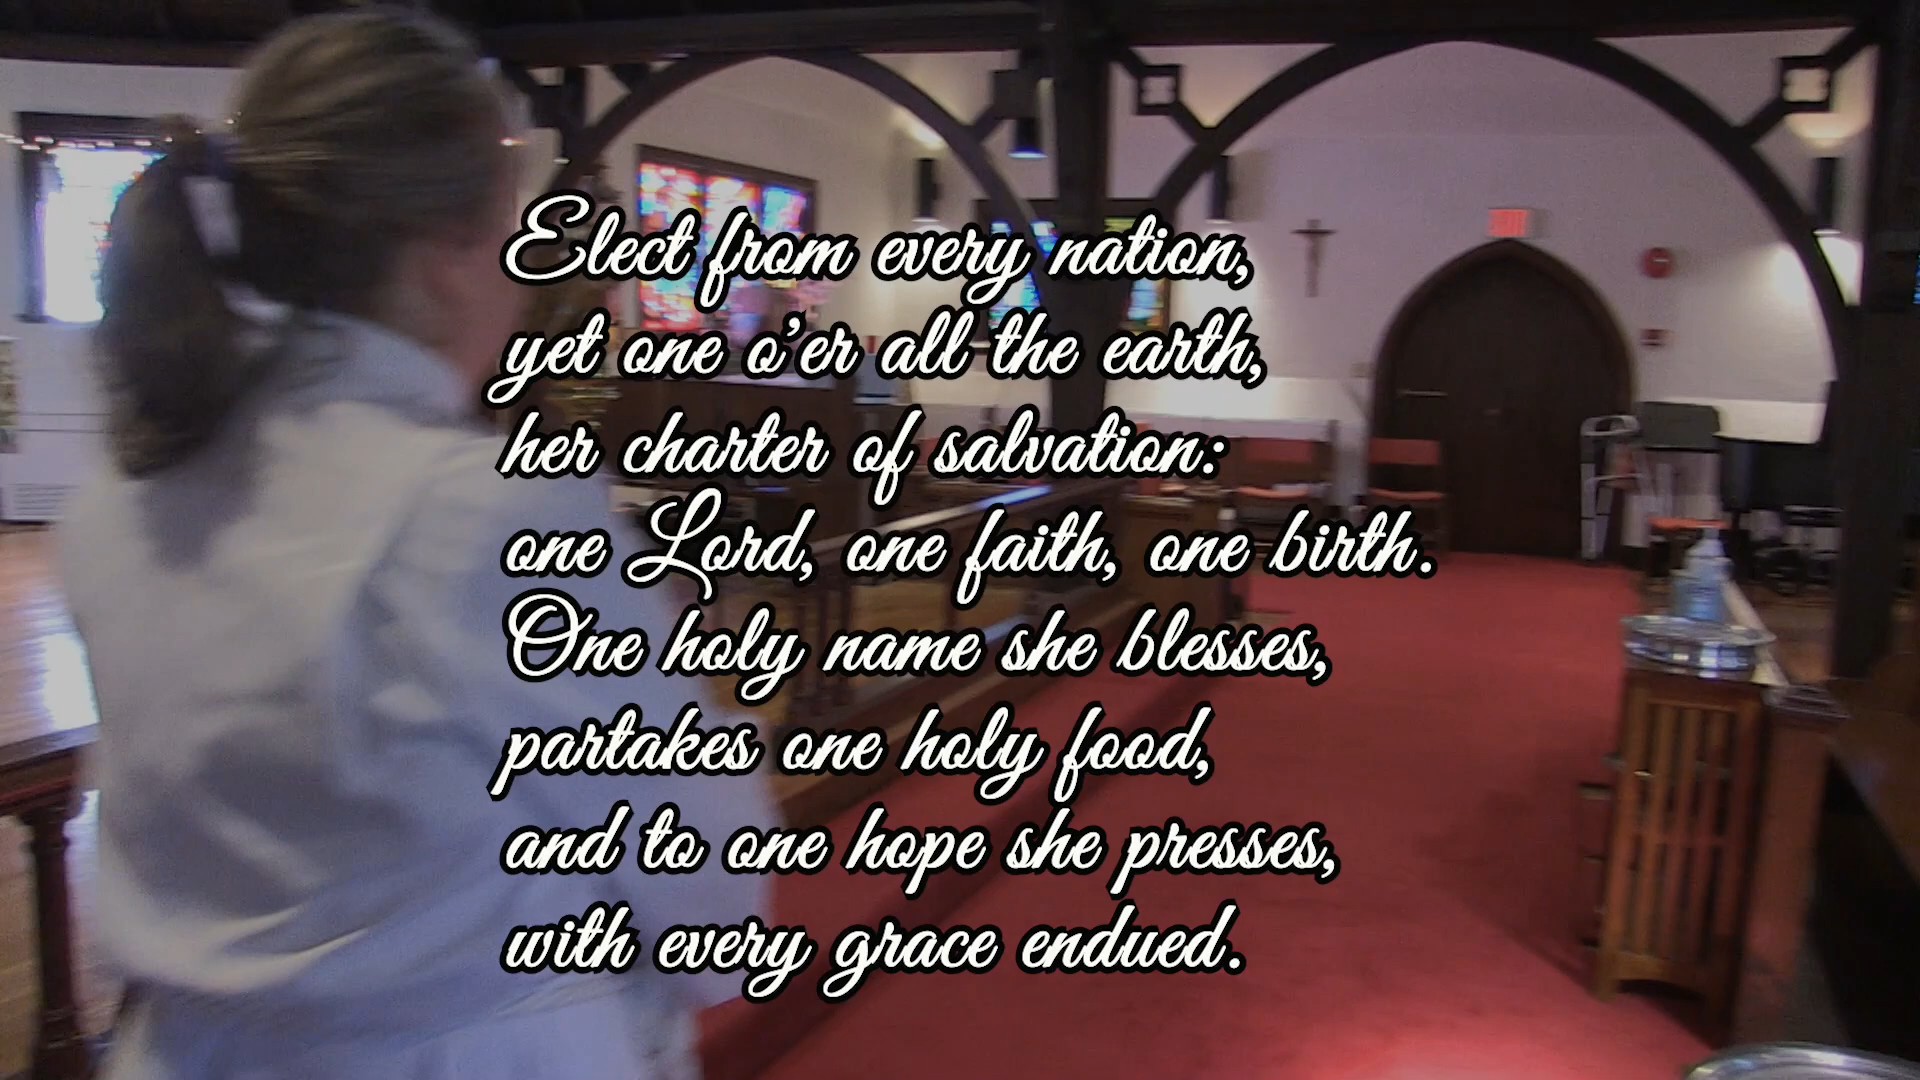 Elect from every nation,
yet one o'er all the earth,
her charter of salvation:
one Lord, one faith, one birth.
One holy name she blesses,
partakes one holy food,
and to one hope she presses,
with every grace endued.